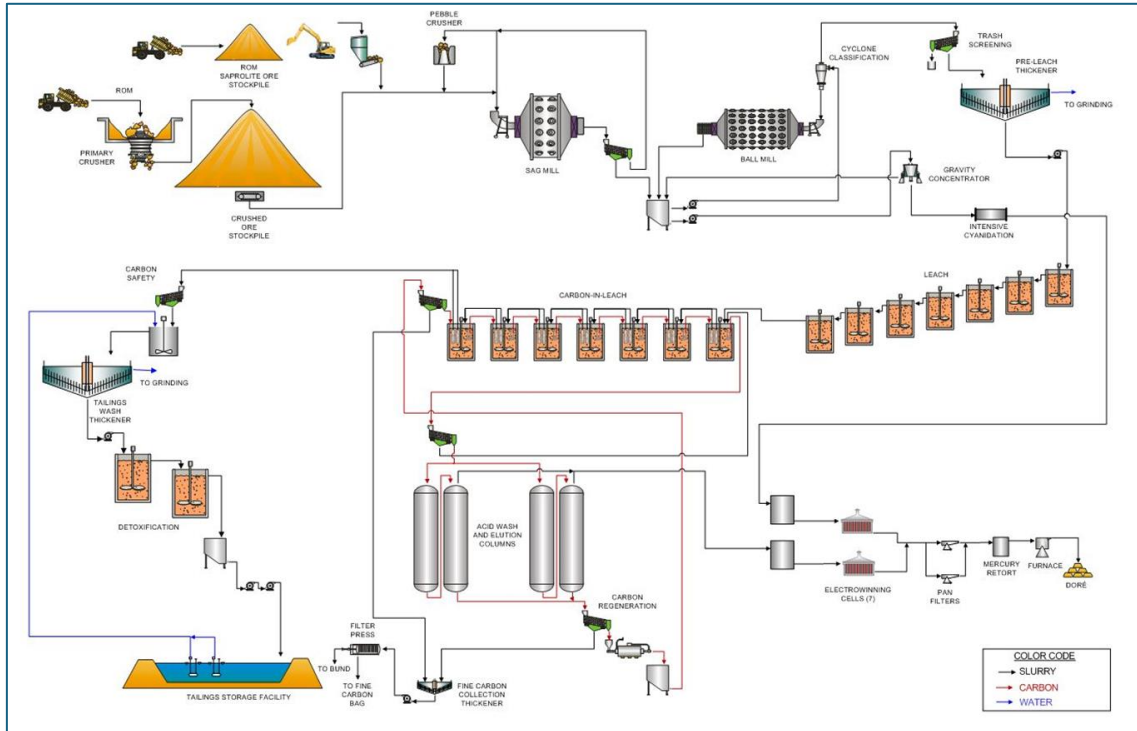 ROM
SAPROLITE ORE
STOCKPILE
PEBBLE
CRUSHER
CYCLONE
CLASSIFICATION
TRASH
SCREENING
PRE-LEACH
THICKENER
TO GRINDING
ROM
PRIMARY
CRUSHER
SAG MILL
BALL MILL
GRAVITY
CONCENTRATOR
CRUSHED
ORE
STOCKPILE
INTENSIVE
CYANIDATION
CARBON
SAFETY
CARBON-IN-LEACH
LEACH
TO GRINDING
TAILINGS
WASH
THICKENER
DETOXIFICATION
ACID WASH
AND ELUTION
COLUMNS
ELECTROWINNING
CELLS (7)
PAN
FILTERS
MERCURY
RETORT
FURNACE
DORÉ
CARBON
REGENERATION
FILTER
PRESS
TO BUND
TO FINE
CARBON
BAG
FINE CARBON
COLLECTION
THICKENER
TAILINGS STORAGE FACILITY
COLOR CODE
SLURRY
CARBON
WATER